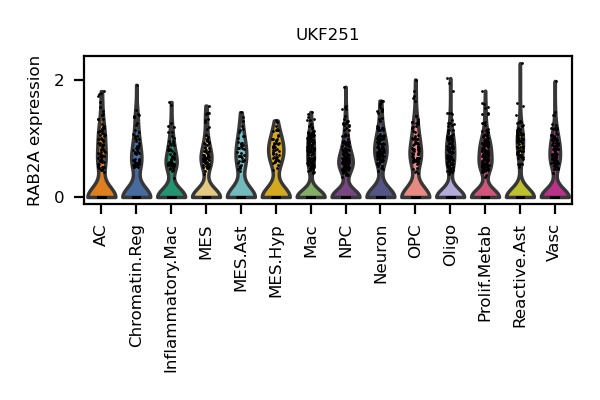 UKF251
RAB2A expression
2
0
AC
Chromatin.Reg
Inflammatory.Mac
MES
MES.Ast
MES.Hyp
Mac
NPC
Neuron
OPC
Oligo
Prolif.Metab
Reactive.Ast
Vasc